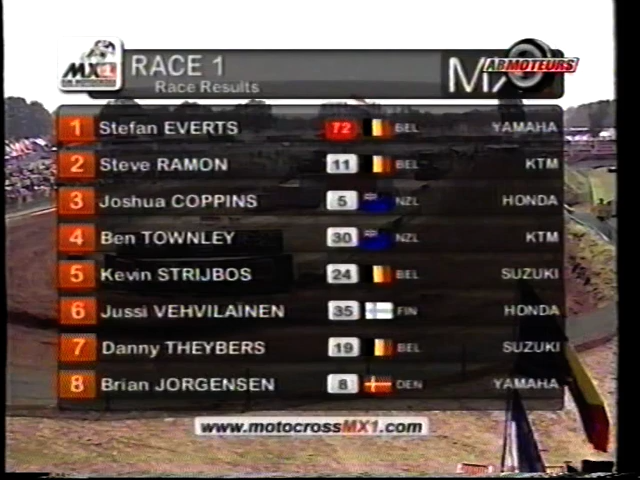 MX1
RACE 1
Race Results
MX
ABMOTEURS
1 Stefan EVERTS 72 BEL YAMAHA
2 Steve RAMON 11 BEL KTM
3 Joshua COPPINS 5 NZL HONDA
4 Ben TOWNLEY 30 NZL KTM
5 Kevin STRIJBOS 24 BEL SUZUKI
6 Jussi VEHVILAÏNEN 35 FIN HONDA
7 Danny THEYBERS 19 BEL SUZUKI
8 Brian JORGENSEN 8 DEN YAMAHA
www.motocrossMX1.com